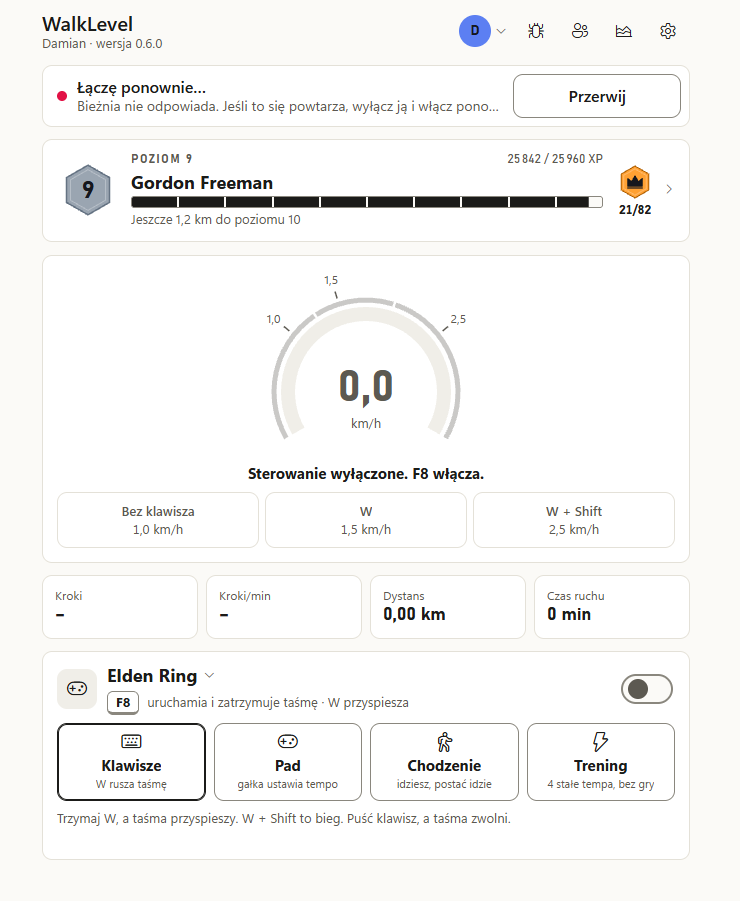 WalkLevel
Damian · wersja 0.6.0
D
Łączę ponownie...
Bieżnia nie odpowiada. Jeśli to się powtarza, wyłącz ją i włącz pono...
Przerwij
POZIOM 9
25 842 / 25 960 XP
9
Gordon Freeman
Jeszcze 1,2 km do poziomu 10
21/82
1,5
1,0
2,5
0,0
km/h
Sterowanie wyłączone. F8 włącza.
Bez klawisza
1,0 km/h
W
1,5 km/h
W + Shift
2,5 km/h
Kroki
–
Kroki/min
–
Dystans
0,00 km
Czas ruchu
0 min
Elden Ring
F8 uruchamia i zatrzymuje taśmę · W przyspiesza
Klawisze
W rusza taśmę
Pad
gałka ustawia tempo
Chodzenie
idziesz, postać idzie
Trening
4 stałe tempa, bez gry
Trzymaj W, a taśma przyspieszy. W + Shift to bieg. Puść klawisz, a taśma zwolni.